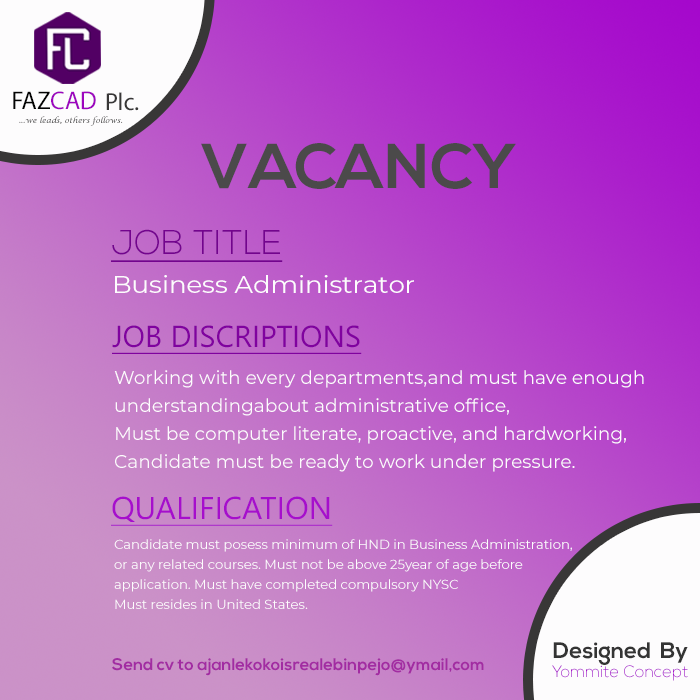 FLC
FAZCAD Plc.
...we leads, others follows.
VACANCY
JOB TITLE
Business Administrator
JOB DISCRIPTIONS
Working with every departments,and must have enough
understandingabout administrative office,
Must be computer literate, proactive, and hardworking,
Candidate must be ready to work under pressure.
QUALIFICATION
Candidate must posess minimum of HND in Business Administration,
or any related courses. Must not be above 25year of age before
application. Must have completed compulsory NYSC
Must resides in United States.
Send cv to ajanlekokoisrealebinpejo@ymail,com
Designed By
Yommite Concept